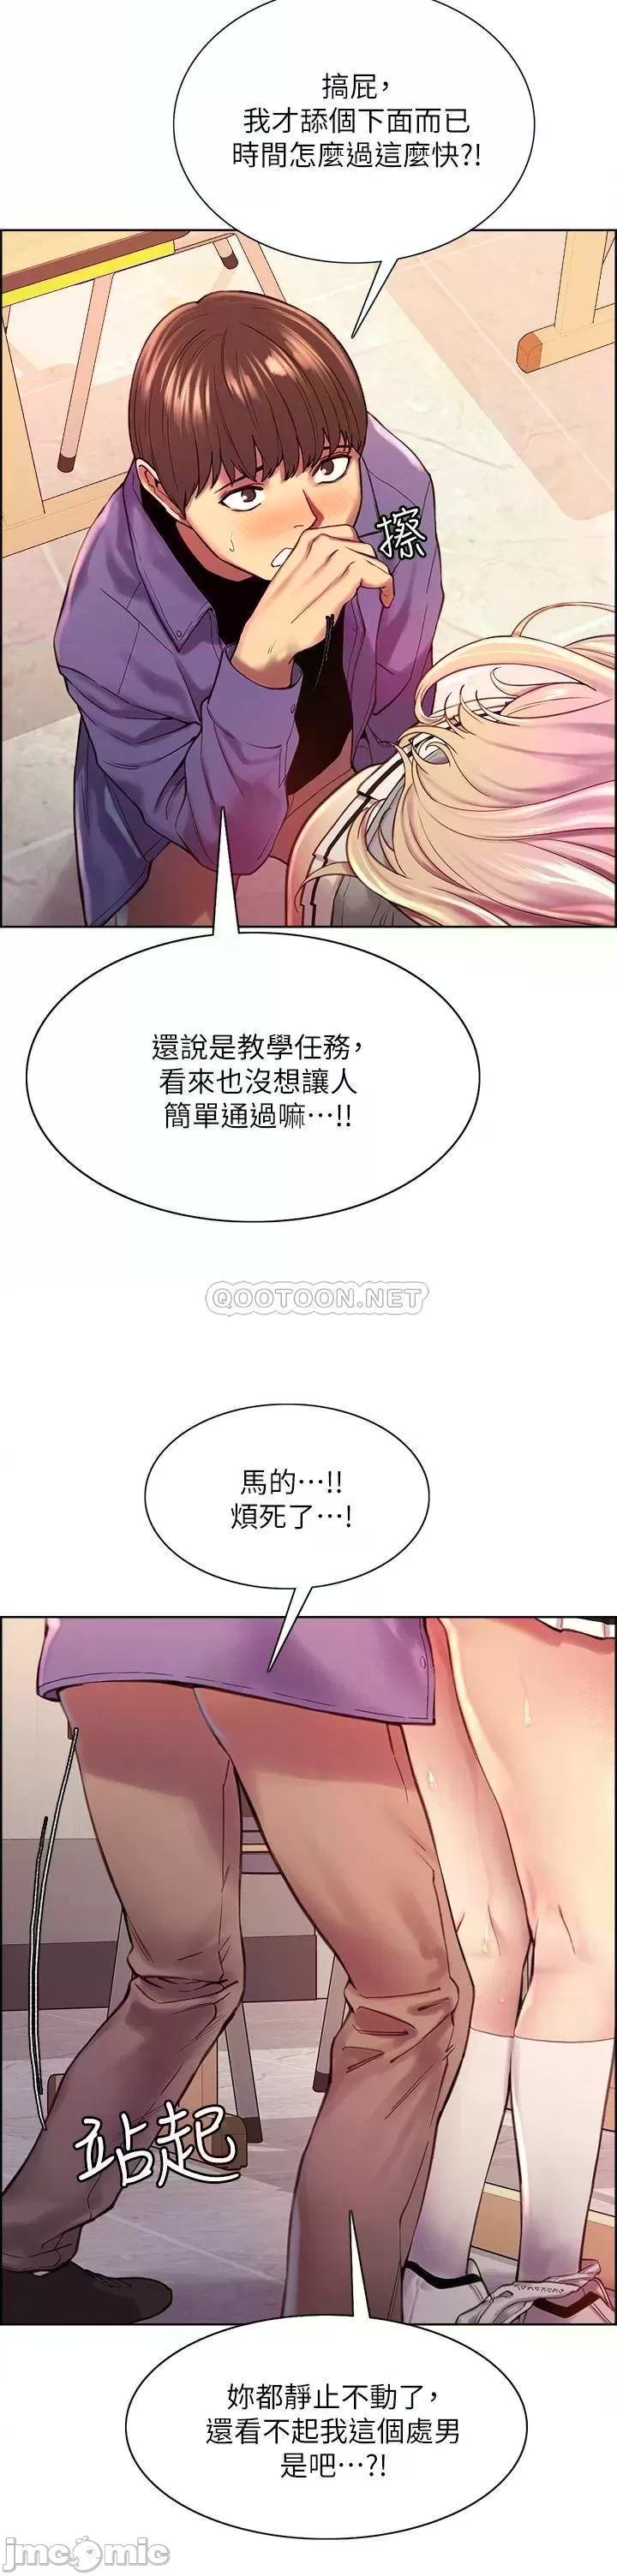 搞屁，
我才舔個下面而已
時間怎麼過這麼快?!
擦
還說是教學任務，
看來也沒想讓人
簡單通過嘛⋯!!
QOOTOON.NET
馬的⋯!!
煩死了⋯!
站起
妳都靜止不動了，
還看不起我這個處男
是吧⋯?!
jmcomic